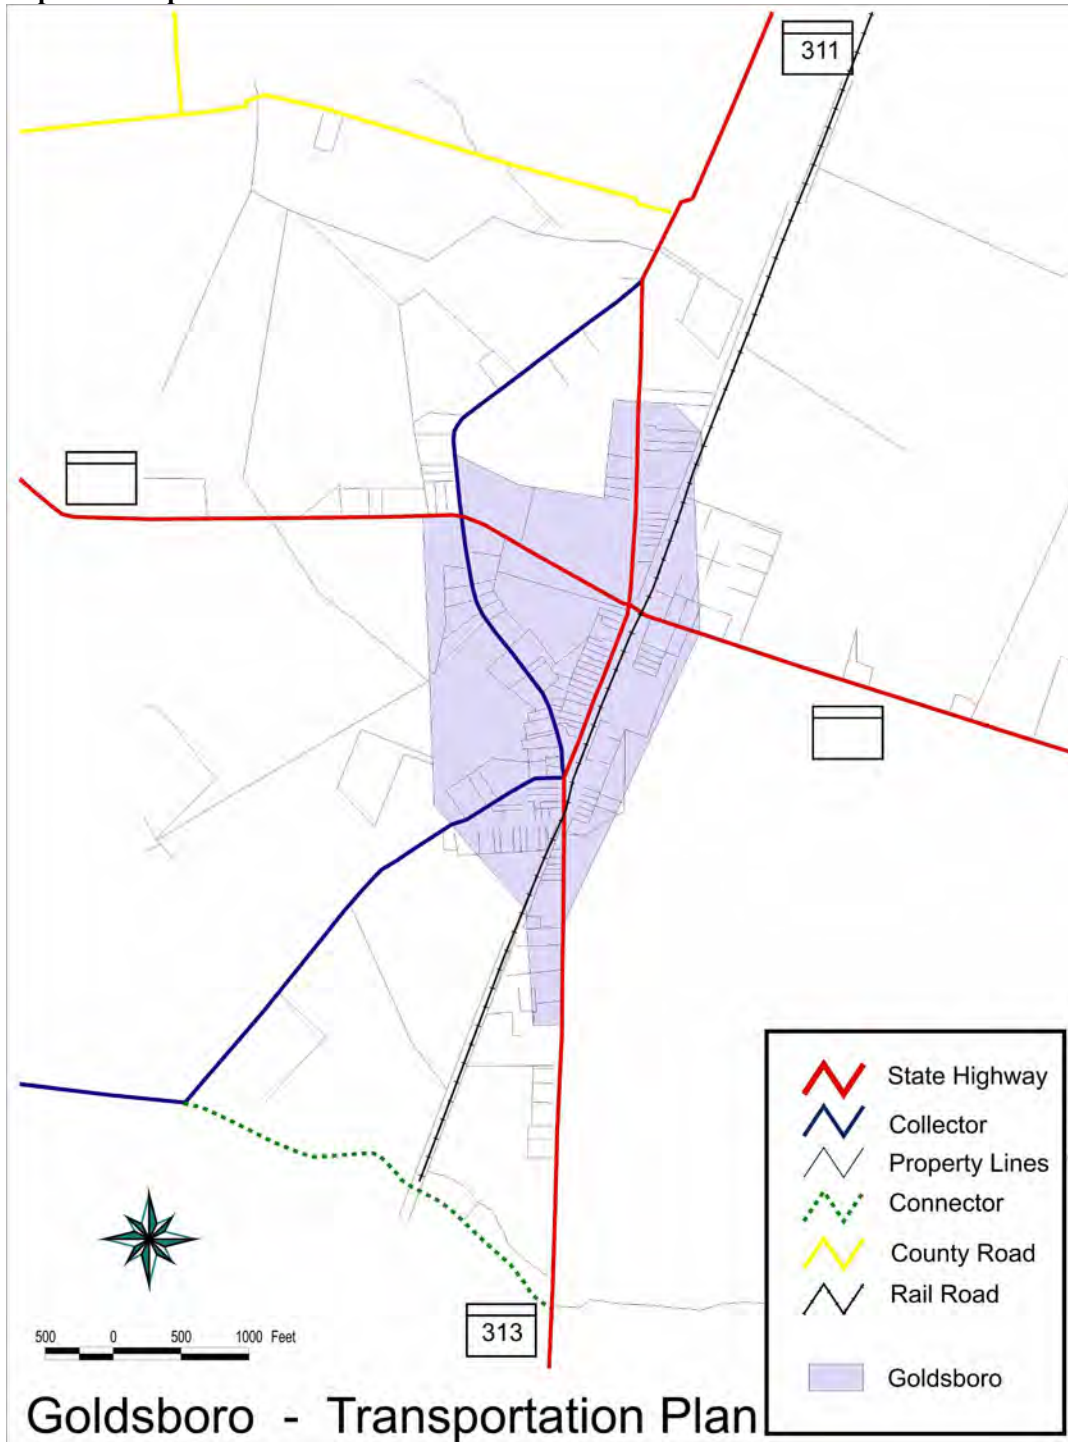 311
State Highway
Collector
Property Lines
Connector
County Road
Rail Road
Goldsboro
313
500 0 500 1000 Feet
Goldsboro - Transportation Plan